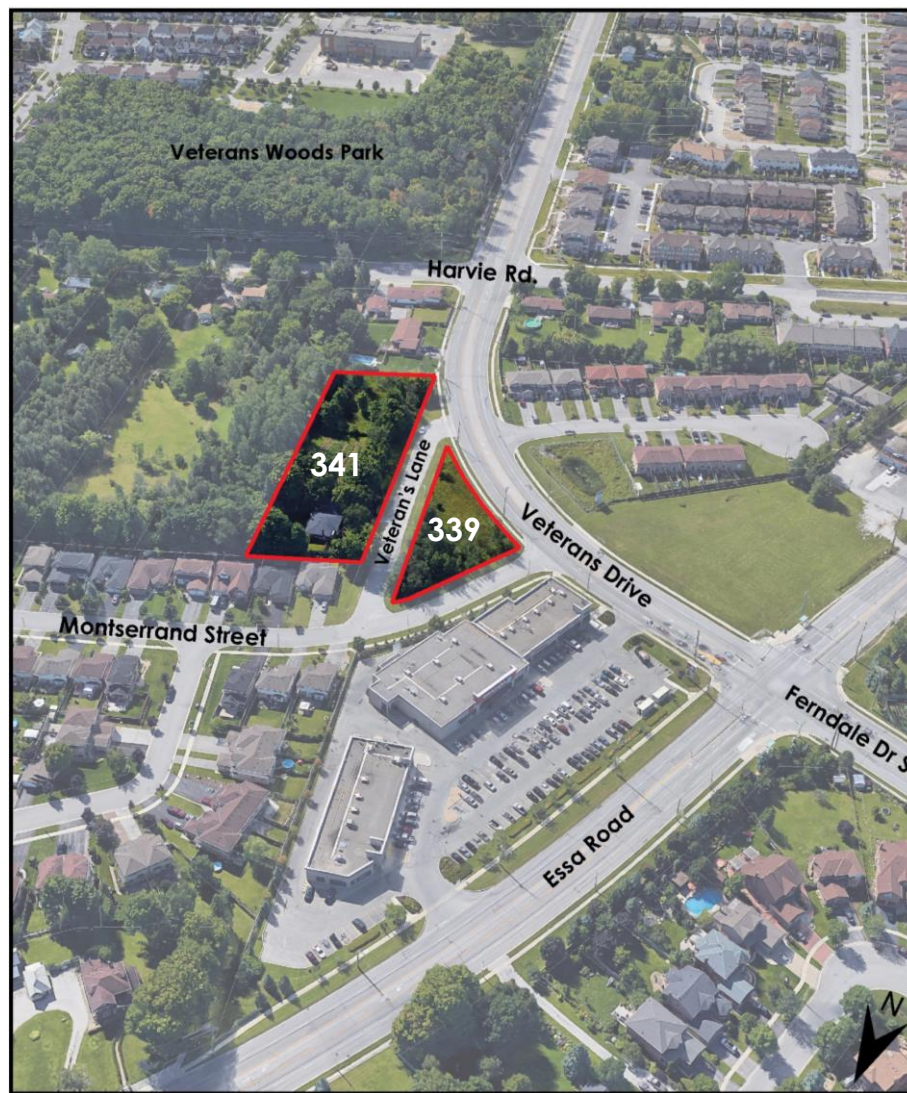 Veterans Woods Park
Harvie Rd.
341
Veteran's Lane
339
Veterans Drive
Montserrand Street
Ferndale Dr S
Essa Road
N